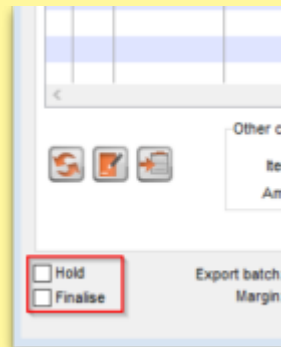 Other c
Ite
Am
Hold
Export batch:
Finalise
Margin: